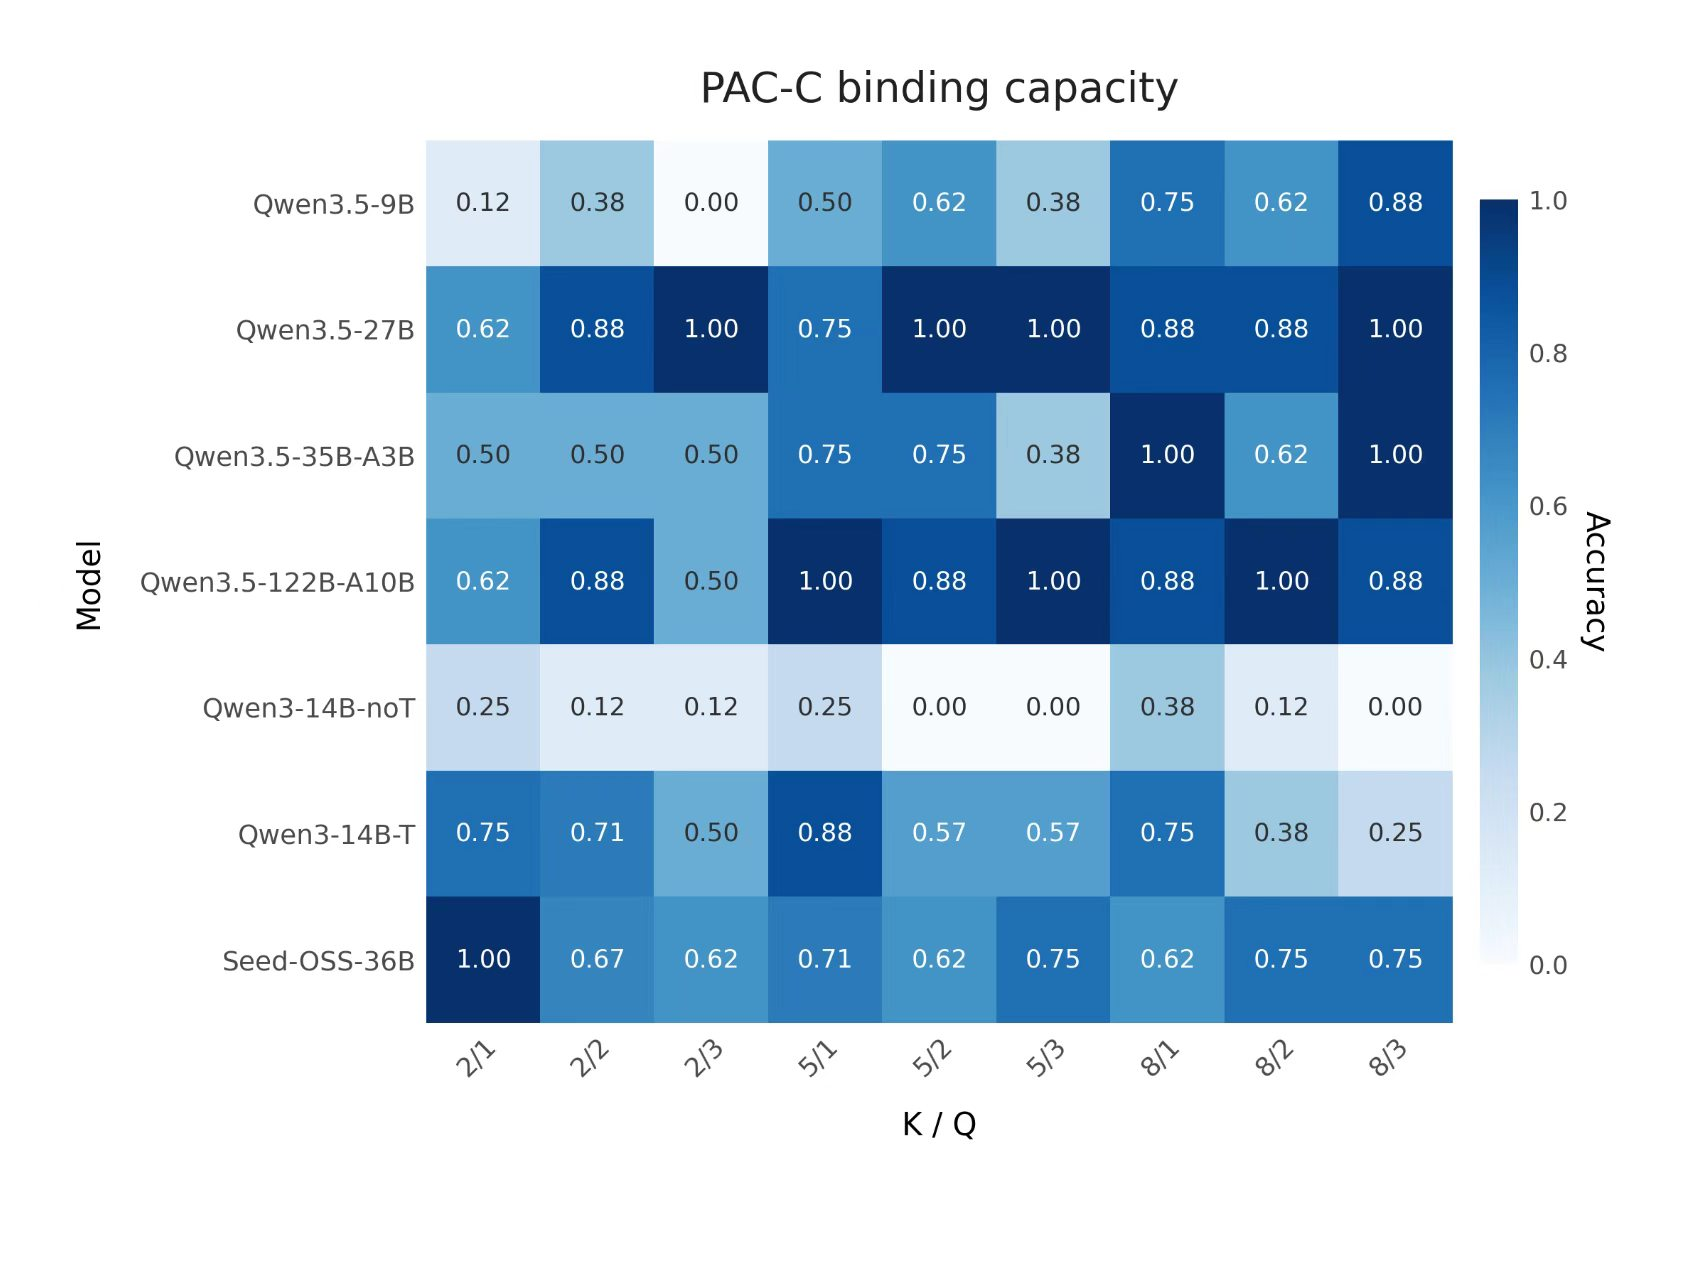 PAC-C binding capacity
Qwen3.5-9B 0.12 0.38 0.00 0.50 0.62 0.38 0.75 0.62 0.88
Qwen3.5-27B 0.62 0.88 1.00 0.75 1.00 1.00 0.88 0.88 1.00
Qwen3.5-35B-A3B 0.50 0.50 0.50 0.75 0.75 0.38 1.00 0.62 1.00
Qwen3.5-122B-A10B 0.62 0.88 0.50 1.00 0.88 1.00 0.88 1.00 0.88
Qwen3-14B-noT 0.25 0.12 0.12 0.25 0.00 0.00 0.38 0.12 0.00
Qwen3-14B-T 0.75 0.71 0.50 0.88 0.57 0.57 0.75 0.38 0.25
Seed-OSS-36B 1.00 0.67 0.62 0.71 0.62 0.75 0.62 0.75 0.75
2/1 2/2 2/3 5/1 5/2 5/3 8/1 8/2 8/3
K / Q
Model
1.0
0.8
0.6
0.4
0.2
0.0
Accuracy